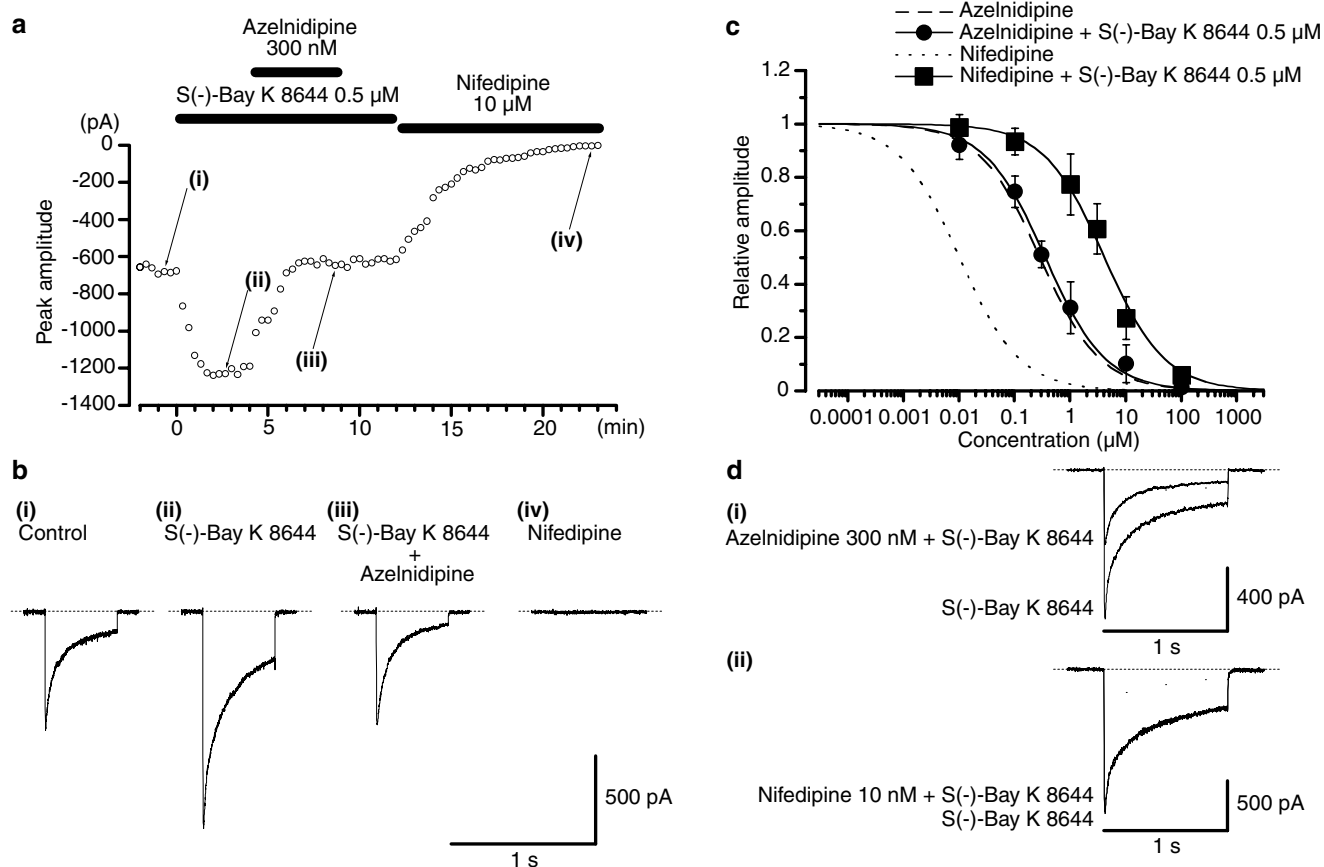 a
Azelnidipine
300 nM
S(-)-Bay K 8644 0.5 µM
Nifedipine
10 µM
(pA)
0
-200
-400
-600
-800
-1000
-1200
-1400
Peak amplitude
(i)
(ii)
(iii)
(iv)
0
5
10
15
20
(min)
b
(i)
Control
(ii)
S(-)-Bay K 8644
(iii)
S(-)-Bay K 8644
+
Azelnidipine
(iv)
Nifedipine
500 pA
1 s
c
Azelnidipine
Azelnidipine + S(-)-Bay K 8644 0.5 µM
Nifedipine
Nifedipine + S(-)-Bay K 8644 0.5 µM
1.2
1
0.8
0.6
0.4
0.2
0
Relative amplitude
0.0001
0.001
0.01
0.1
1
10
100
1000
Concentration (µM)
d
(i)
Azelnidipine 300 nM + S(-)-Bay K 8644
S(-)-Bay K 8644
400 pA
1 s
(ii)
Nifedipine 10 nM + S(-)-Bay K 8644
S(-)-Bay K 8644
500 pA
1 s